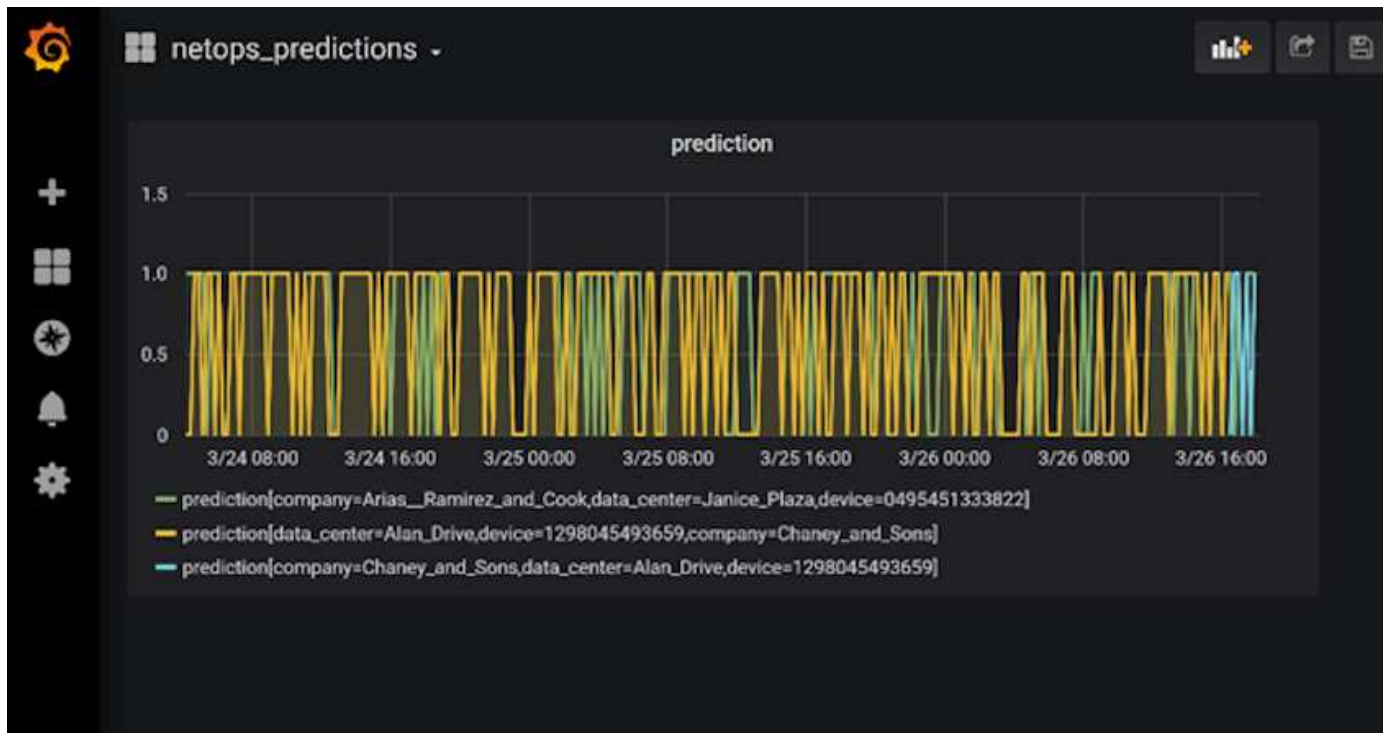 netops_predictions
prediction
1.5
1.0
0.5
0
3/24 08:00 3/24 16:00 3/25 00:00 3/25 08:00 3/25 16:00 3/26 00:00 3/26 08:00 3/26 16:00
prediction[company=Arias__Ramirez_and_Cook,data_center=Janice_Plaza,device=0495451333822]
prediction[data_center=Alan_Drive,device=1298045493659,company=Chaney_and_Sons]
prediction[company=Chaney_and_Sons,data_center=Alan_Drive,device=1298045493659]